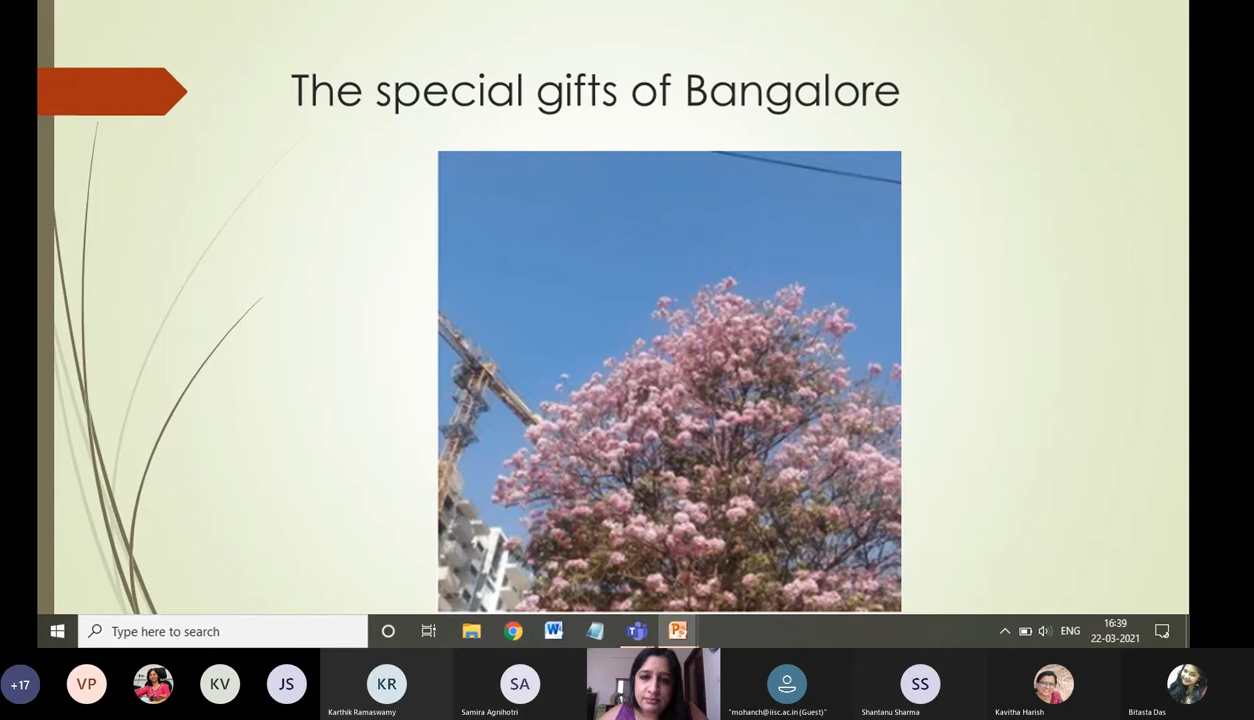 The special gifts of Bangalore
Type here to search
ENG
16:39
22-03-2021
+17
VP
KV
JS
KR
SA
SS
Karthik Ramaswamy
Samira Agnihotri
"mohanch@iisc.ac.in (Guest)"
Shantanu Sharma
Kavitha Harish
Bitasta Das